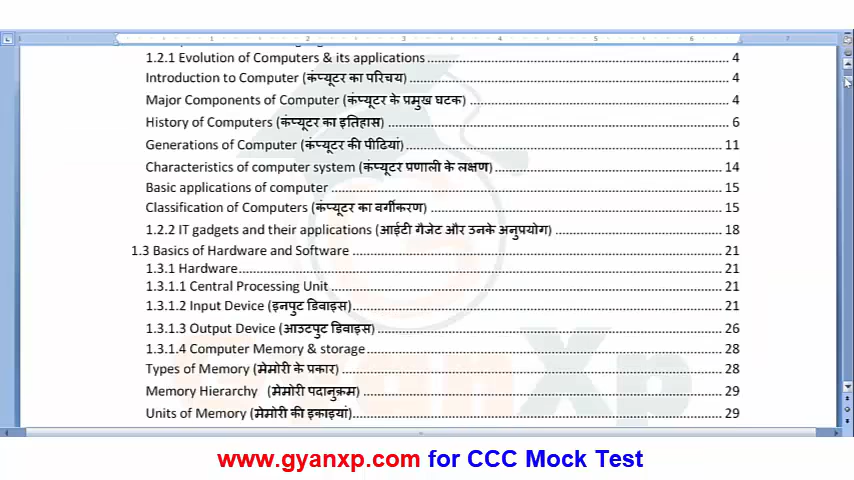 1.2.1 Evolution of Computers & its applications 4
Introduction to Computer (कंप्यूटर का परिचय) 4
Major Components of Computer (कंप्यूटर के प्रमुख घटक) 4
History of Computers (कंप्यूटर का इतिहास) 6
Generations of Computer (कंप्यूटर की पीढियां) 11
Characteristics of computer system (कंप्यूटर प्रणाली के लक्षण) 14
Basic applications of computer 15
Classification of Computers (कंप्यूटर का वर्गीकरण) 15
1.2.2 IT gadgets and their applications (आईटी गैजेट और उनके अनुपयोग) 18
1.3 Basics of Hardware and Software 21
1.3.1 Hardware 21
1.3.1.1 Central Processing Unit 21
1.3.1.2 Input Device (इनपुट डिवाइस) 21
1.3.1.3 Output Device (आउटपुट डिवाइस) 26
1.3.1.4 Computer Memory & storage 28
Types of Memory (मेमोरी के प्रकार) 28
Memory Hierarchy (मेमोरी पदानुक्रम) 29
Units of Memory (मेमोरी की इकाइयां) 29
GyanXp
www.gyanxp.com for CCC Mock Test